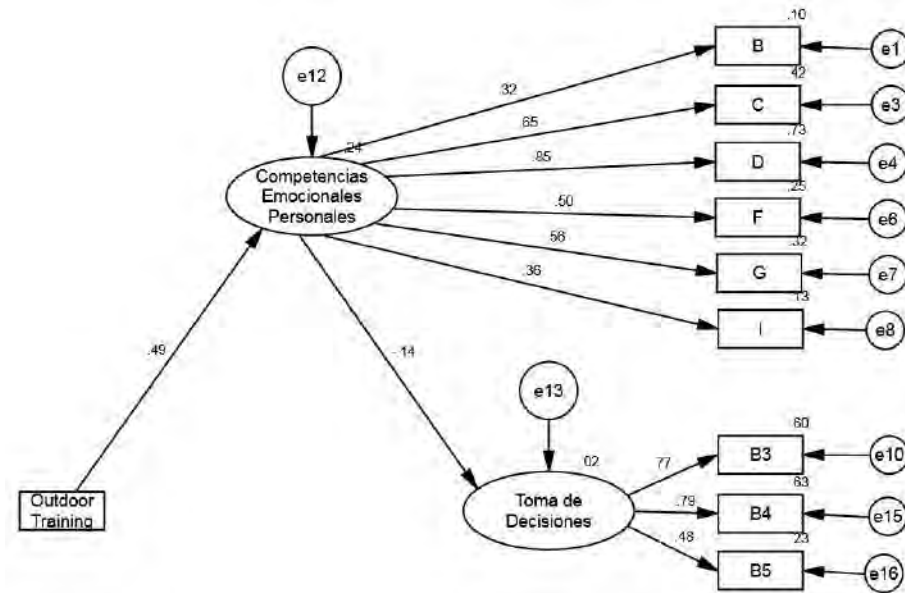 .10
B
e1
e12
.32
.42
C
e3
.65
.73
.24
D
e4
.85
Competencias
Emocionales
Personales
.25
.50
F
e6
.32
.56
G
e7
.36
.13
I
e8
.49
-.14
e13
.60
B3
e10
.02
.77
.63
Outdoor
Training
Toma de
Decisiones
.79
B4
e15
.48
.23
B5
e16